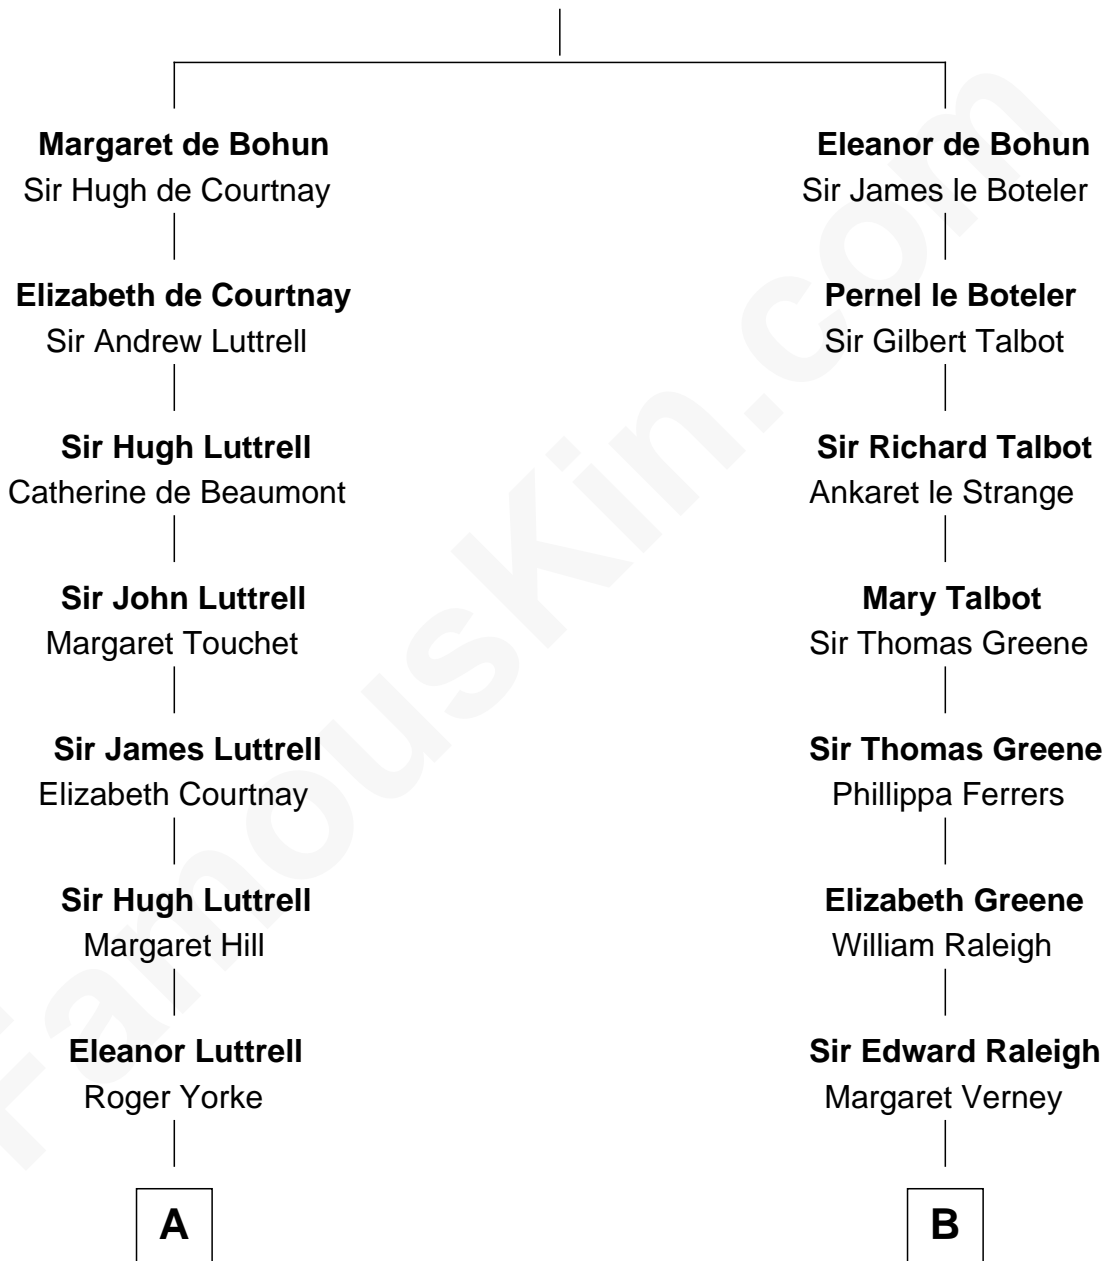 Margaret de Bohun
Sir Hugh de Courtnay
Elizabeth de Courtnay
Sir Andrew Luttrell
Sir Hugh Luttrell
Catherine de Beaumont
Sir John Luttrell
Margaret Touchet
Sir James Luttrell
Elizabeth Courtnay
Sir Hugh Luttrell
Margaret Hill
Eleanor Luttrell
Roger Yorke
A
Eleanor de Bohun
Sir James le Boteler
Pernel le Boteler
Sir Gilbert Talbot
Sir Richard Talbot
Ankaret le Strange
Mary Talbot
Sir Thomas Greene
Sir Thomas Greene
Phillippa Ferrers
Elizabeth Greene
William Raleigh
Sir Edward Raleigh
Margaret Verney
B
FamousKin.com